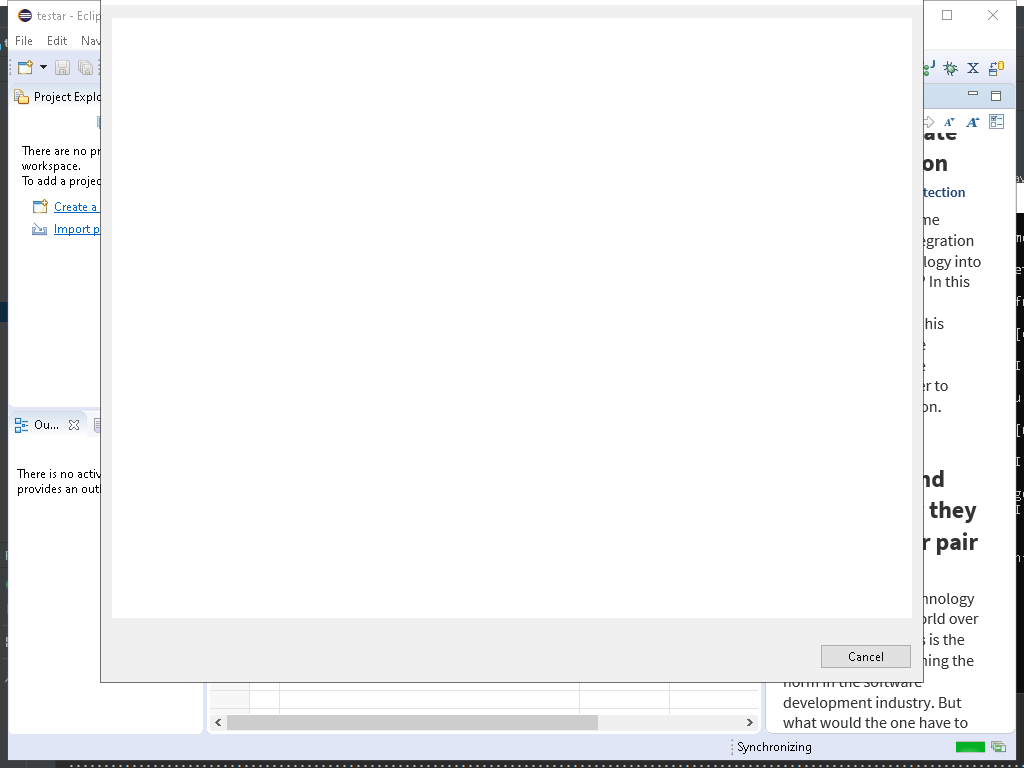 testar - Eclip
File Edit Nav
Project Explo
There are no pr
workspace.
To add a projec
Create a
Import p
Ou...
There is no activ
provides an outl
on
tection
me
egration
logy into
? In this
his
er to
on.
nd
they
r pair
hnology
orld over
s is the
ning the
norm in the software
development industry. But
what would the one have to
Cancel
Synchronizing